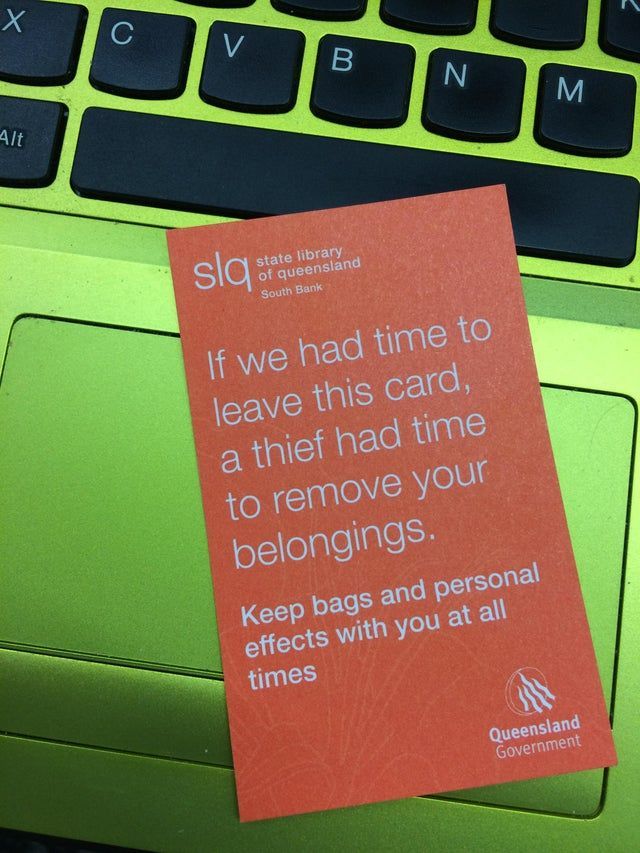 X C V B N M
Alt
slq state library
of queensland
South Bank
If we had time to
leave this card,
a thief had time
to remove your
belongings.
Keep bags and personal
effects with you at all
times
Queensland
Government